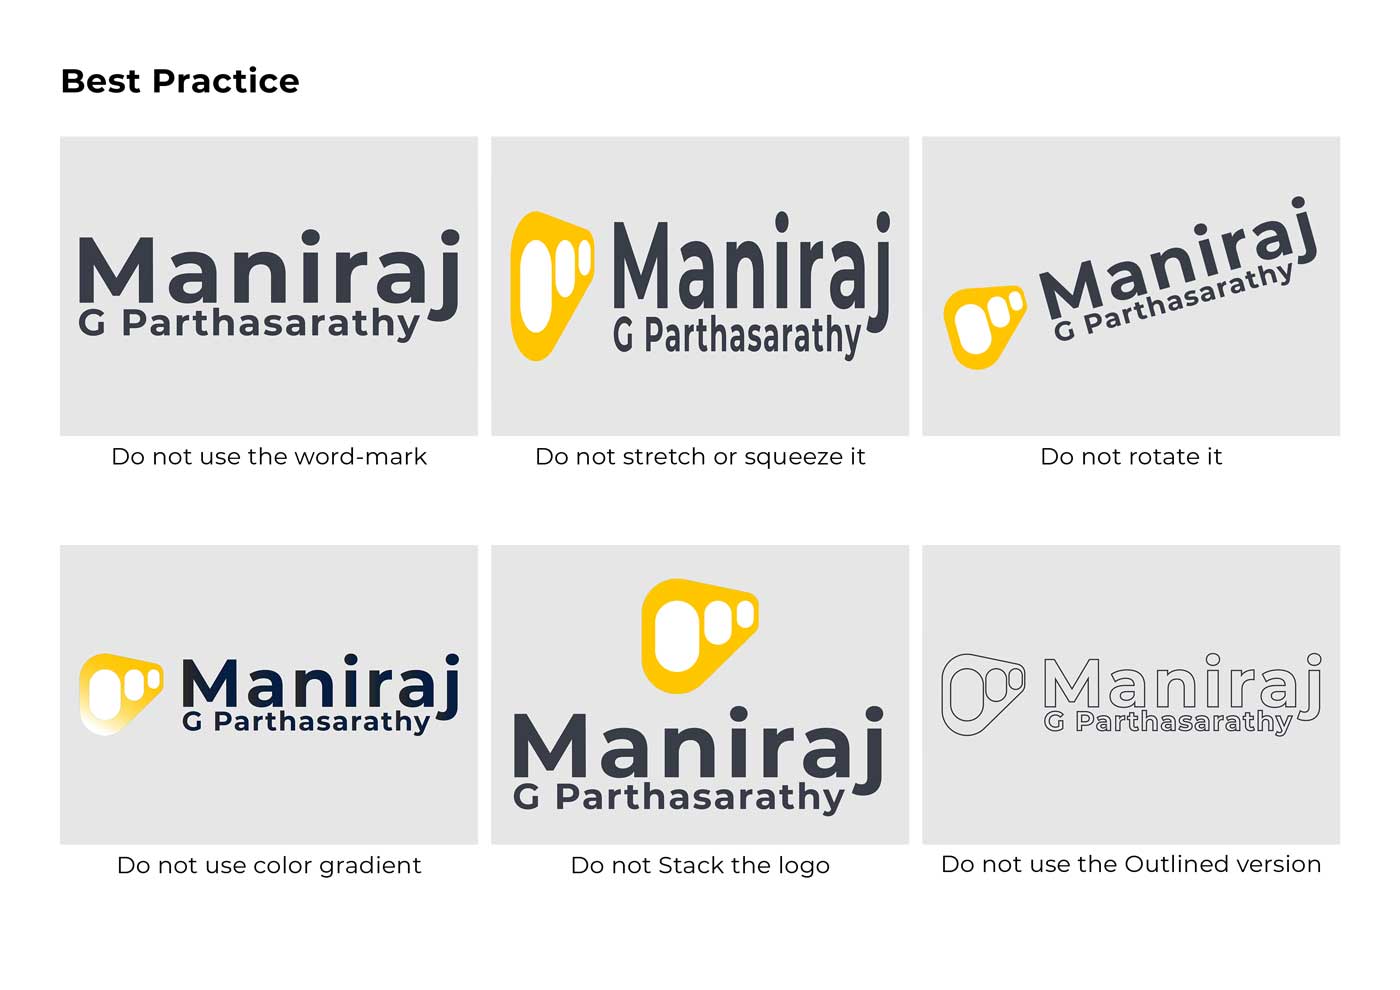 Best Practice
Maniraj
G Parthasarathy
Do not use the word-mark
Maniraj
G Parthasarathy
Do not stretch or squeeze it
Maniraj
G Parthasarathy
Do not rotate it
Maniraj
G Parthasarathy
Do not use color gradient
Maniraj
G Parthasarathy
Do not Stack the logo
Maniraj
G Parthasarathy
Do not use the Outlined version